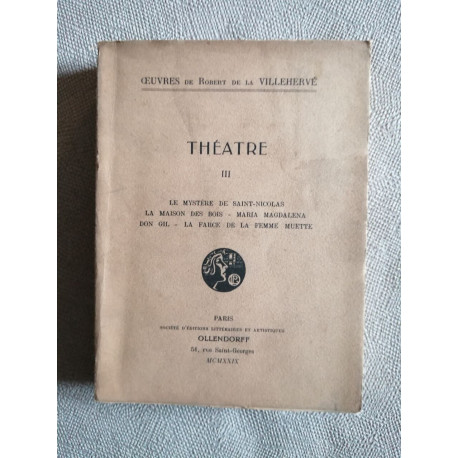 ŒUVRES DE ROBERT DE LA VILLEHERVÉ
THÉATRE
III
LE MYSTÈRE DE SAINT-NICOLAS
LA MAISON DES BOIS - MARIA MAGDALENA
DON GIL - LA FARCE DE LA FEMME MUETTE
PARIS
SOCIÉTÉ D'ÉDITIONS LITTÉRAIRES ET ARTISTIQUES
OLLENDORFF
50, rue Saint-Georges
MCMXXIX